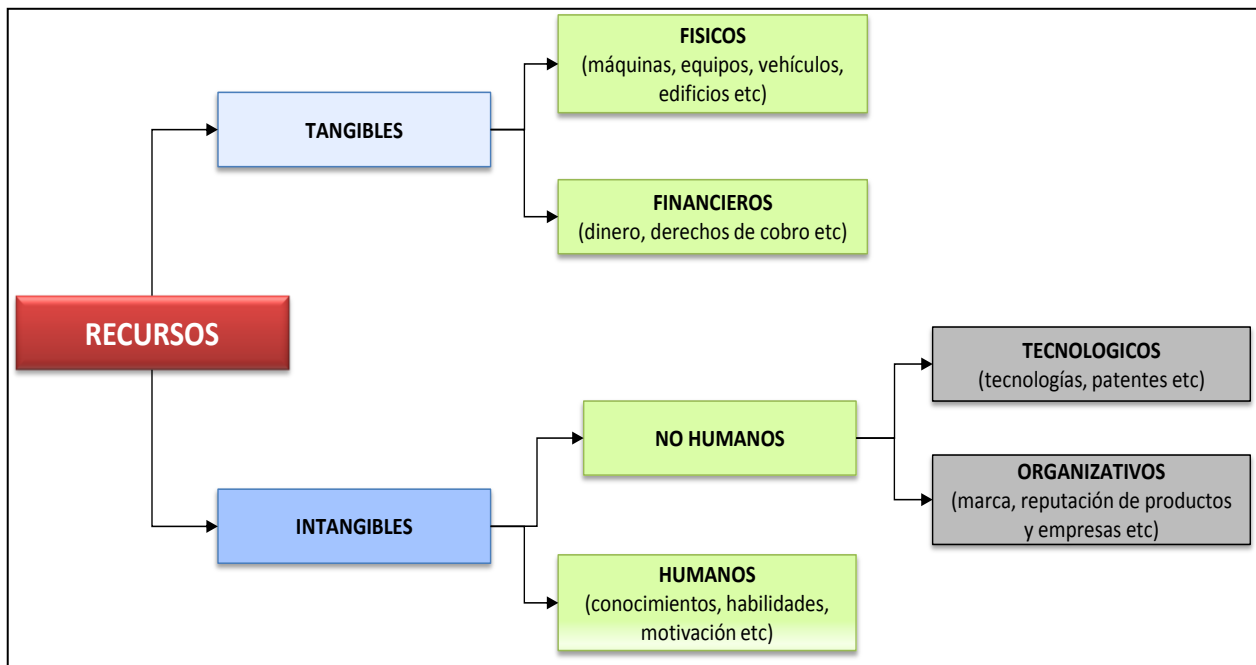 FISICOS
(máquinas, equipos, vehículos,
edificios etc)
TANGIBLES
FINANCIEROS
(dinero, derechos de cobro etc)
RECURSOS
TECNOLOGICOS
(tecnologías, patentes etc)
NO HUMANOS
ORGANIZATIVOS
(marca, reputación de productos
y empresas etc)
INTANGIBLES
HUMANOS
(conocimientos, habilidades,
motivación etc)